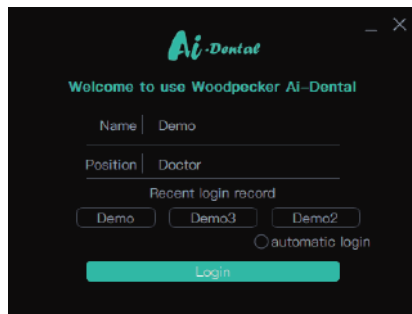 Ai-Dental
Welcome to use Woodpecker Ai-Dental
Name Demo
Position Doctor
Recent login record
Demo Demo3 Demo2
automatic login
Login